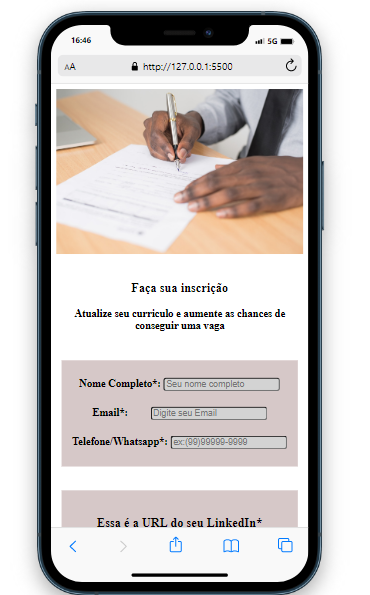 16:46
5G
AA
http://127.0.0.1:5500
Faça sua inscrição
Atualize seu curriculo e aumente as chances de
conseguir uma vaga
Nome Completo*: Seu nome completo
Email*: Digite seu Email
Telefone/Whatsapp*: ex:(99)99999-9999
Essa é a URL do seu LinkedIn*